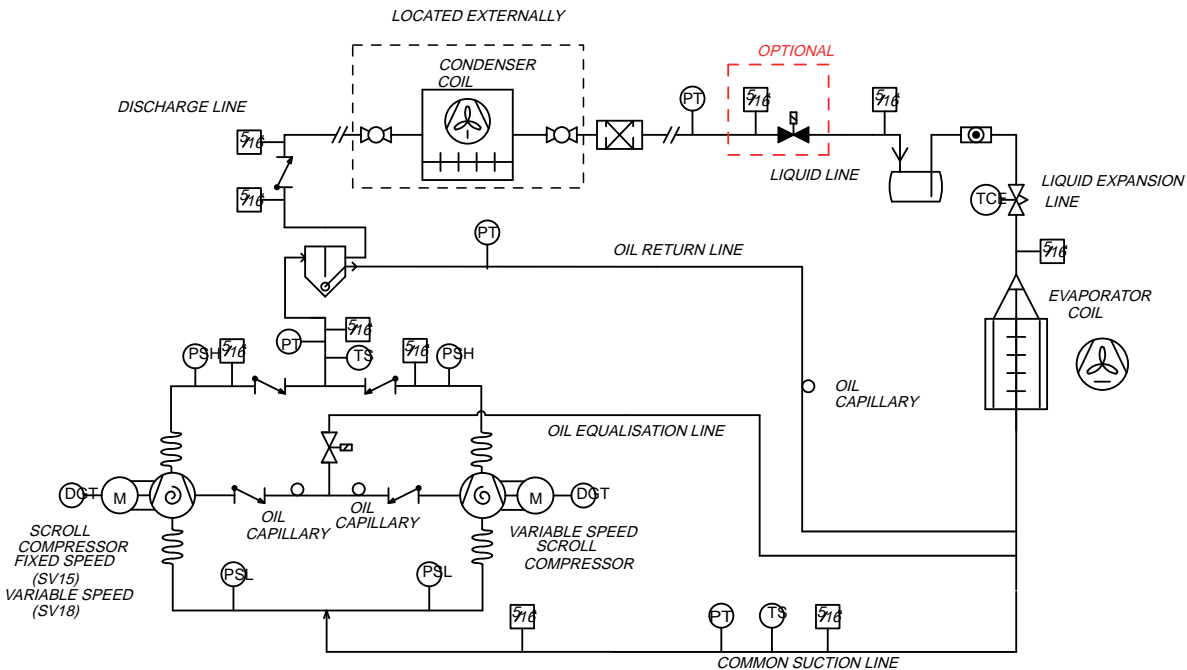 LOCATED EXTERNALLY
OPTIONAL
CONDENSER
COIL
DISCHARGE LINE
5/16"
PT
5/16"
5/16"
5/16"
LIQUID LINE
LIQUID EXPANSION
LINE
TCE
5/16"
PT
OIL RETURN LINE
5/16"
EVAPORATOR
COIL
5/16"
PT
TS
PSH
5/16"
5/16"
PSH
OIL
CAPILLARY
OIL EQUALISATION LINE
DGT
M
M
DGT
OIL
CAPILLARY
OIL
CAPILLARY
SCROLL
COMPRESSOR
FIXED SPEED
(SV15)
VARIABLE SPEED
(SV18)
VARIABLE SPEED
SCROLL
COMPRESSOR
PSL
PSL
5/16"
PT
TS
5/16"
COMMON SUCTION LINE